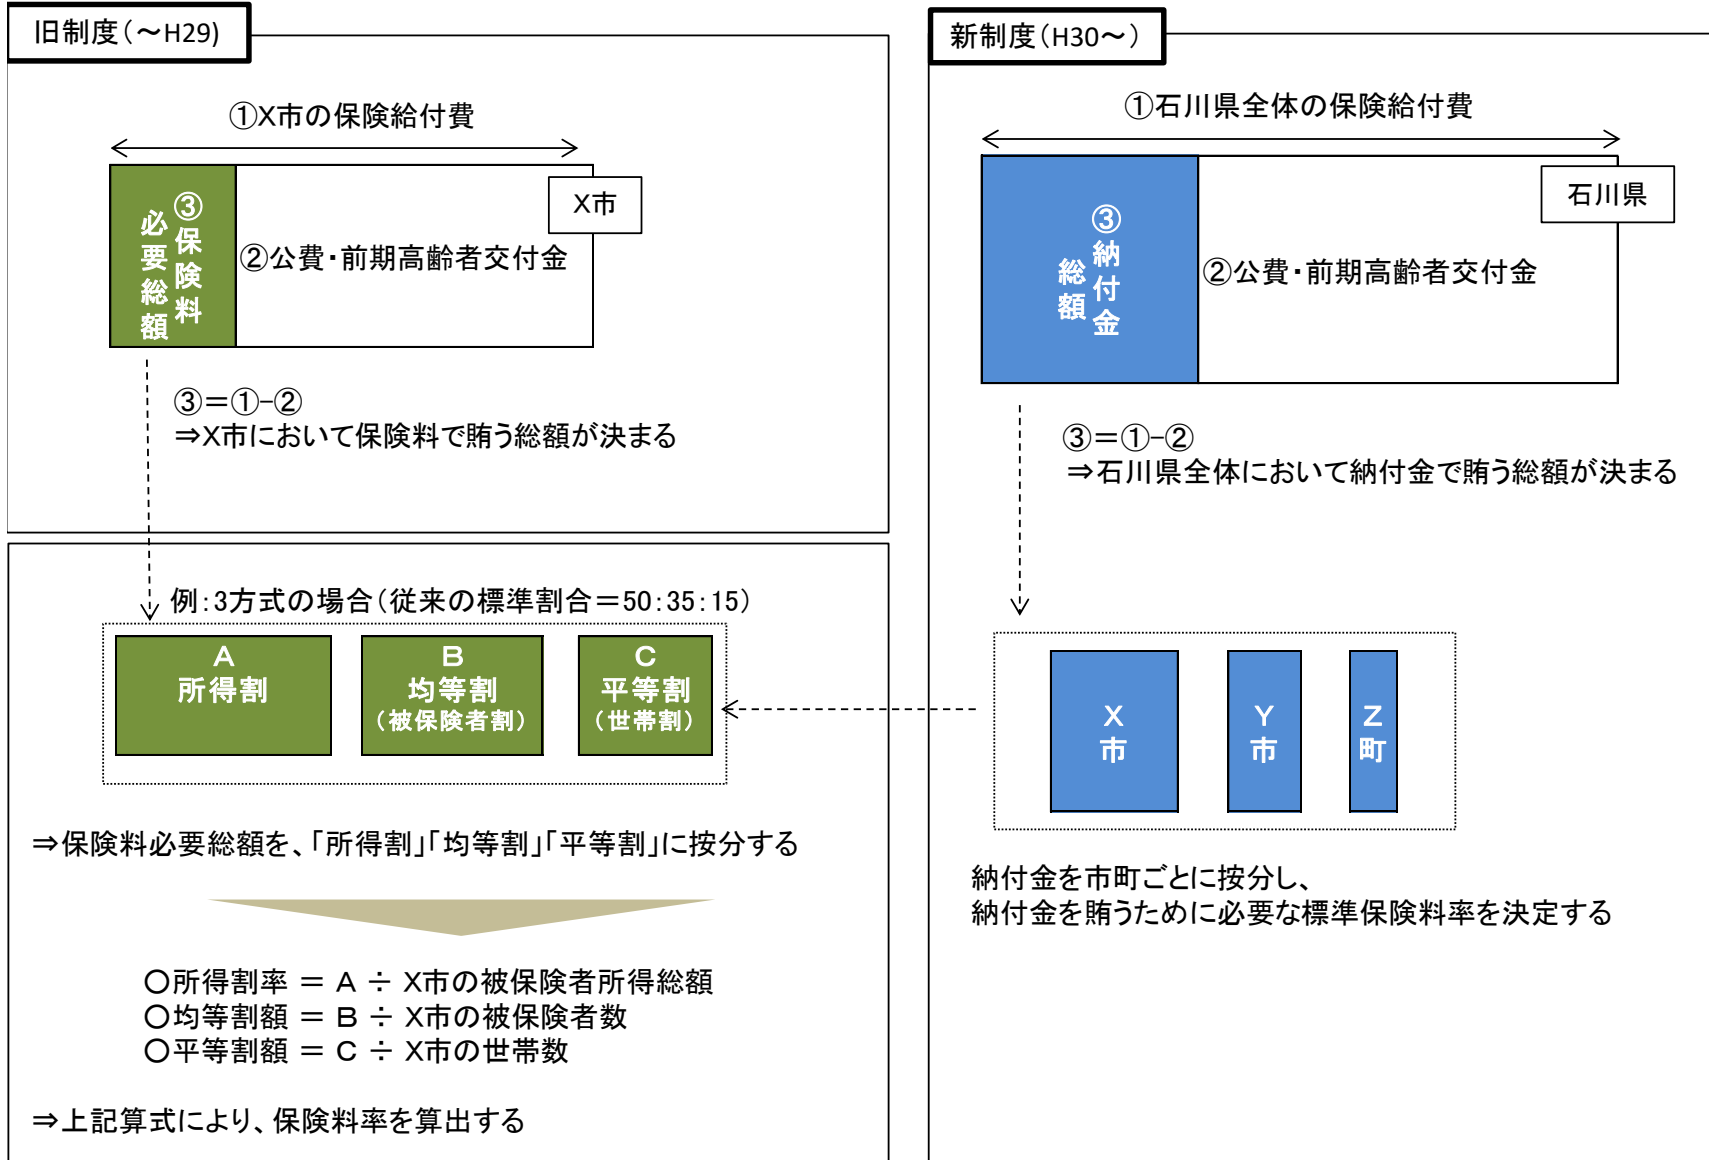 旧制度（～H29)
①X市の保険給付費
③保険料
必要総額
②公費・前期高齢者交付金
X市
③＝①-②
⇒X市において保険料で賄う総額が決まる
例：3方式の場合（従来の標準割合＝50：35：15）
A
所得割
B
均等割
（被保険者割）
C
平等割
（世帯割）
⇒保険料必要総額を、「所得割」「均等割」「平等割」に按分する
○所得割率 ＝ A ÷ X市の被保険者所得総額
○均等割額 ＝ B ÷ X市の被保険者数
○平等割額 ＝ C ÷ X市の世帯数
⇒上記算式により、保険料率を算出する
新制度（H30～）
①石川県全体の保険給付費
③納付金
総額
②公費・前期高齢者交付金
石川県
③＝①-②
⇒石川県全体において納付金で賄う総額が決まる
X
市
Y
市
Z
町
納付金を市町ごとに按分し、
納付金を賄うために必要な標準保険料率を決定する